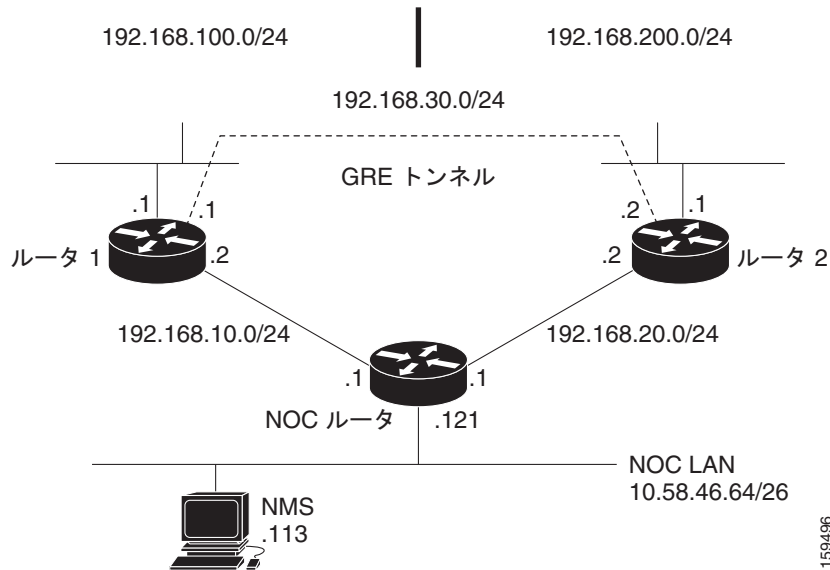 192.168.100.0/24
192.168.200.0/24
192.168.30.0/24
GRE トンネル
.1
.1
.2
.1
ルータ 1
.2
.2
ルータ 2
192.168.10.0/24
192.168.20.0/24
.1
.1
NOC ルータ
.121
NOC LAN
10.58.46.64/26
NMS
.113
159496